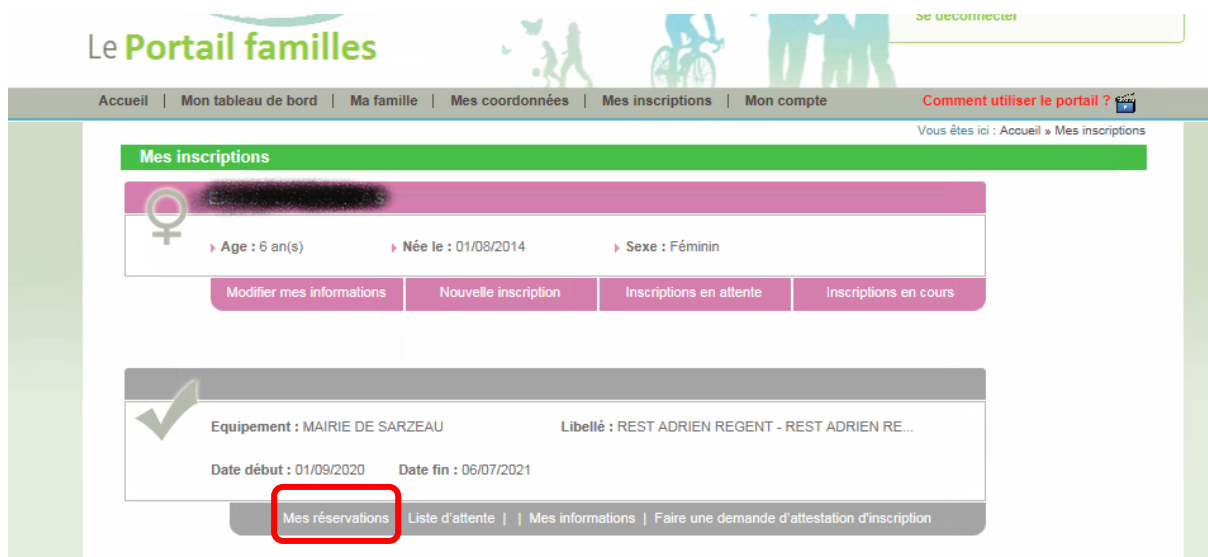 Se déconnecter
Le Portail familles
Accueil | Mon tableau de bord | Ma famille | Mes coordonnées | Mes inscriptions | Mon compte Comment utiliser le portail ?
Vous êtes ici : Accueil » Mes inscriptions
Mes inscriptions
Age : 6 an(s) Née le : 01/08/2014 Sexe : Féminin
Modifier mes informations Nouvelle inscription Inscriptions en attente Inscriptions en cours
Equipement : MAIRIE DE SARZEAU Libellé : REST ADRIEN REGENT - REST ADRIEN RE...
Date début : 01/09/2020 Date fin : 06/07/2021
Mes réservations Liste d'attente | | Mes informations | Faire une demande d'attestation d'inscription